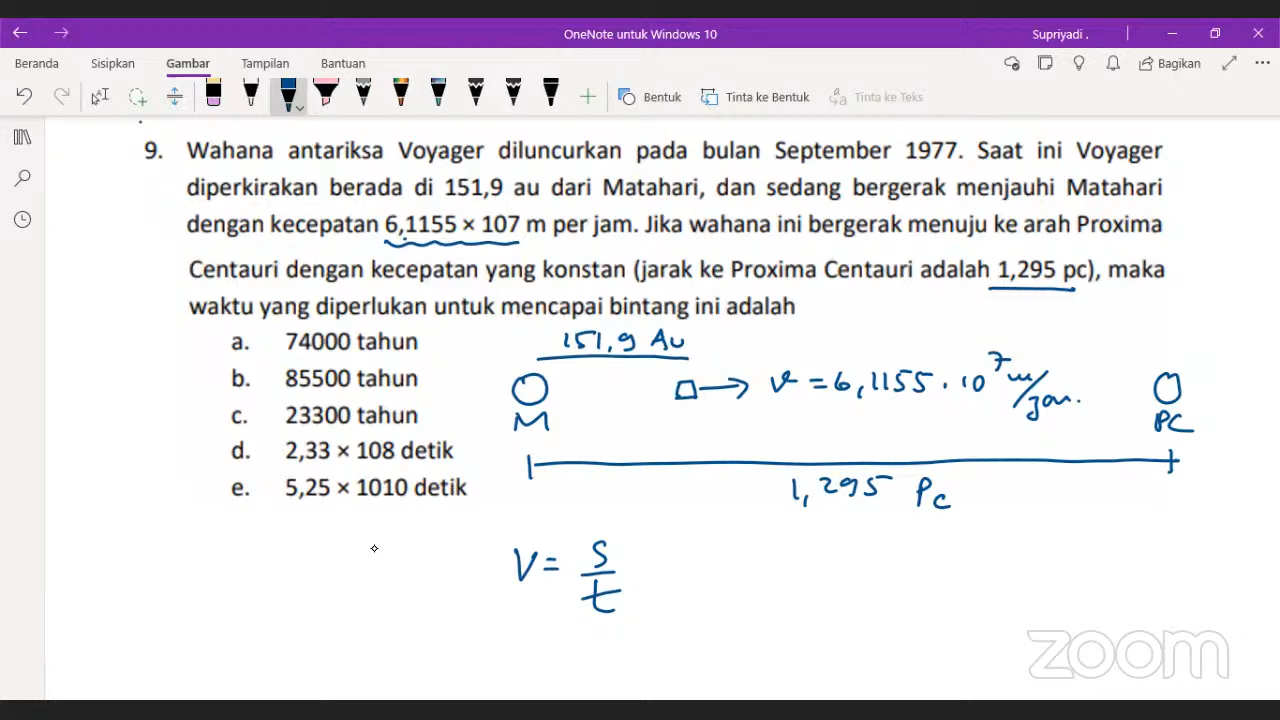 OneNote untuk Windows 10
Supriyadi .
Beranda Sisipkan Gambar Tampilan Bantuan
Bagikan
Bentuk Tinta ke Bentuk Tinta ke Teks
9. Wahana antariksa Voyager diluncurkan pada bulan September 1977. Saat ini Voyager
diperkirakan berada di 151,9 au dari Matahari, dan sedang bergerak menjauhi Matahari
dengan kecepatan 6,1155 × 107 m per jam. Jika wahana ini bergerak menuju ke arah Proxima
Centauri dengan kecepatan yang konstan (jarak ke Proxima Centauri adalah 1,295 pc), maka
waktu yang diperlukan untuk mencapai bintang ini adalah
a. 74000 tahun
b. 85500 tahun
c. 23300 tahun
d. 2,33 × 108 detik
e. 5,25 × 1010 detik
151,9 Au
v = 6,1155 . 10^7 m/jam.
M
PC
1,295 Pc
V = s/t
zoom